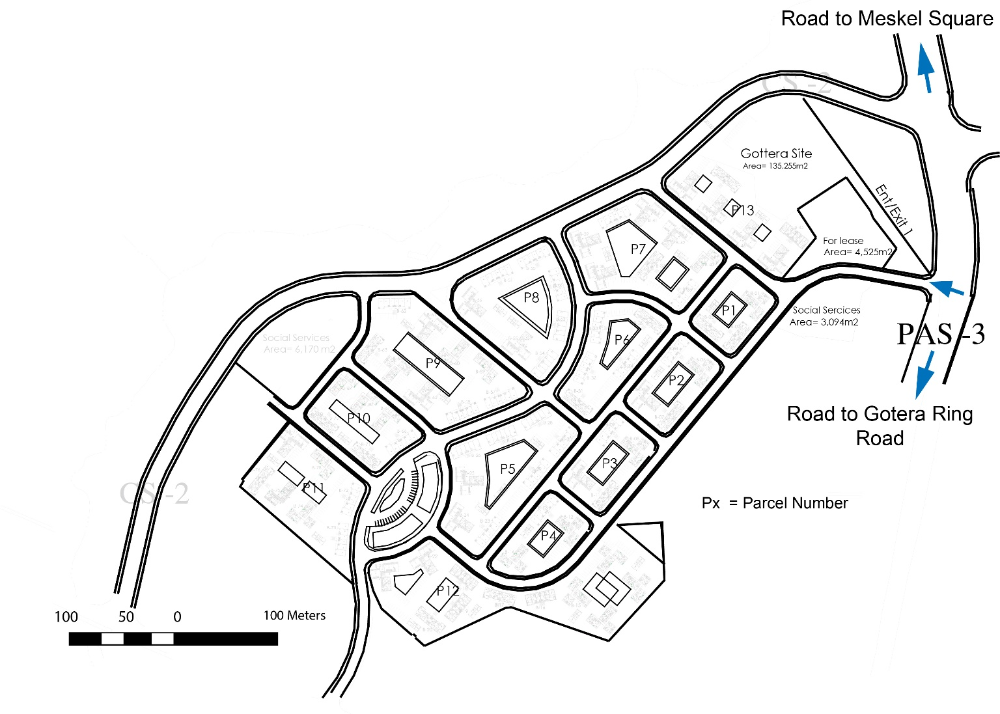 Road to Meskel Square
CS -2
Gottera Site
Area= 135,255m2
Ent/Exit 1
P13
For lease
Area= 4,525m2
P7
P8
P1
Social Sercices
Area= 3,094m2
PAS -3
Social Services
Area= 6,170 m2
P6
P9
P2
P10
Road to Gotera Ring
Road
P5
P3
P11
CS -2
Px = Parcel Number
P4
P12
100 50 0 100 Meters